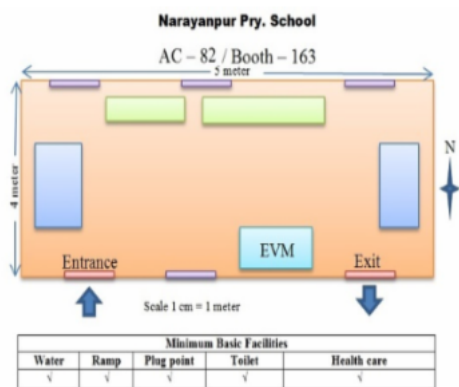 Narayanpur Pry. School
AC – 82 / Booth – 163
5 meter
4 meter
N
EVM
Entrance
Exit
Scale 1 cm = 1 meter
Minimum Basic Facilities
Water Ramp Plug point Toilet Health care
√ √ √ √ √